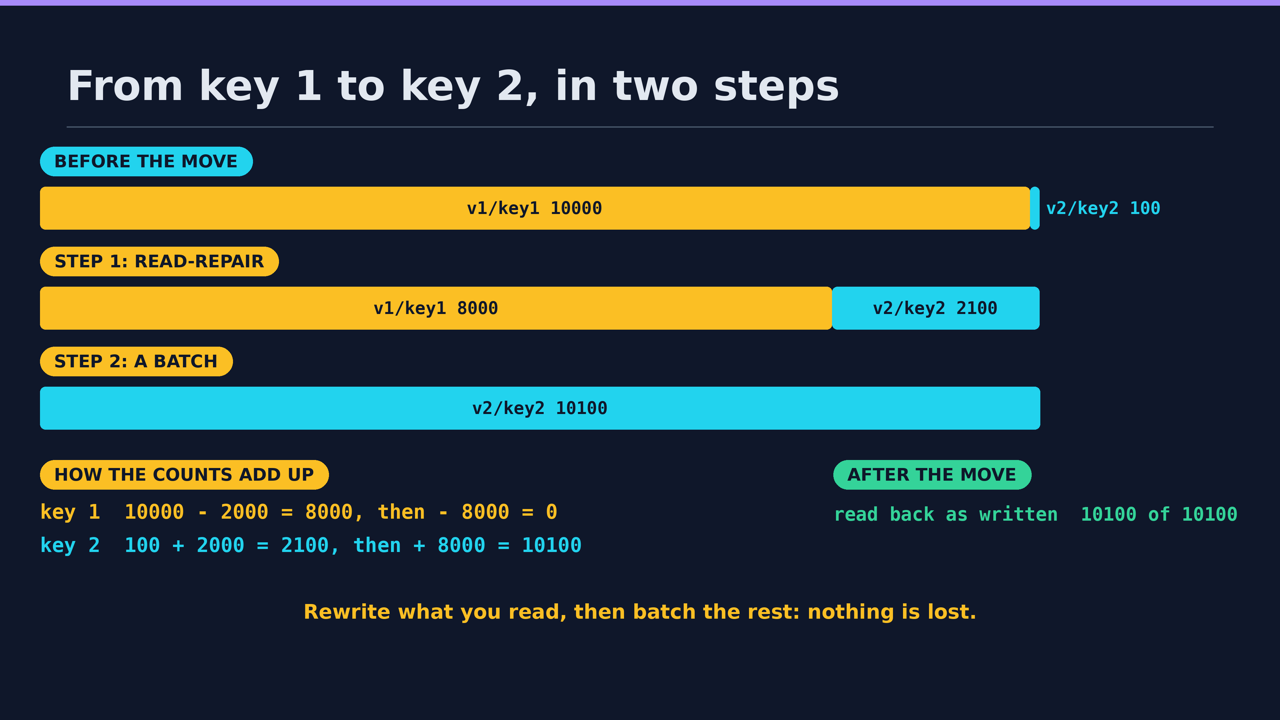 From key 1 to key 2, in two steps
BEFORE THE MOVE
v1/key1 10000
v2/key2 100
STEP 1: READ-REPAIR
v1/key1 8000
v2/key2 2100
STEP 2: A BATCH
v2/key2 10100
HOW THE COUNTS ADD UP
key 1  10000 - 2000 = 8000, then - 8000 = 0
key 2  100 + 2000 = 2100, then + 8000 = 10100
AFTER THE MOVE
read back as written  10100 of 10100
Rewrite what you read, then batch the rest: nothing is lost.